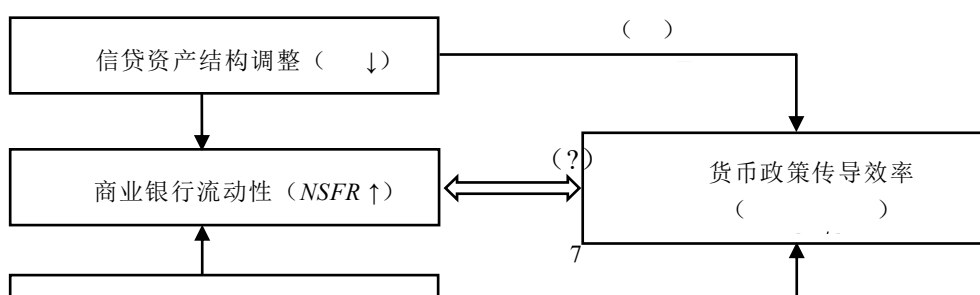 （ ）
信贷资产结构调整（ ↓）
（?）
商业银行流动性（NSFR ↑）
货币政策传导效率
（ ）
7